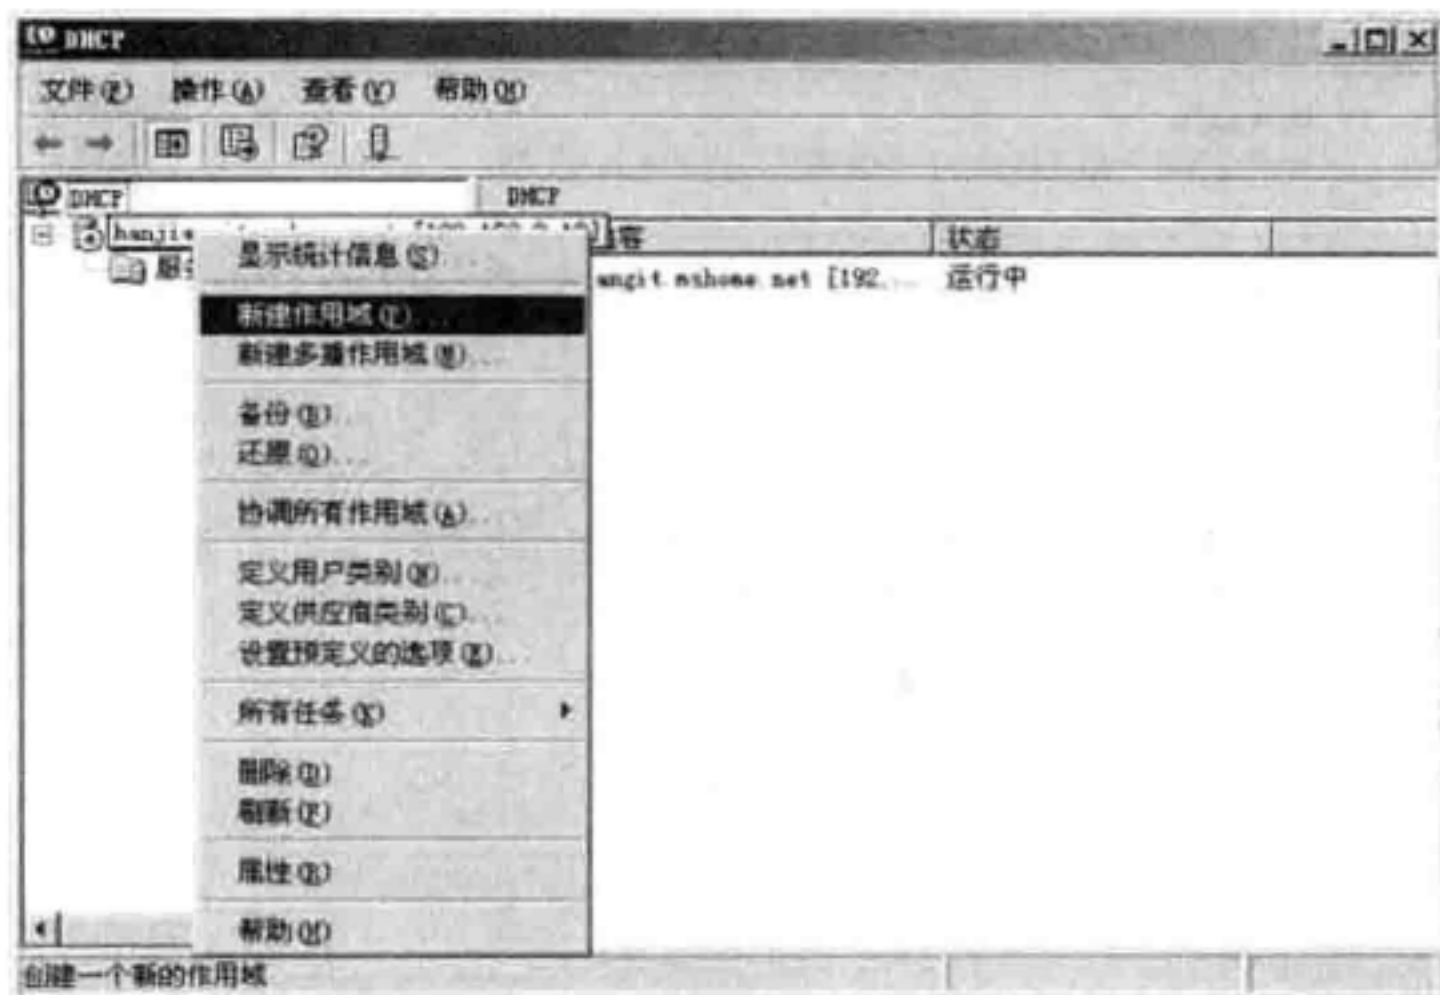 DHCP
文件(F) 操作(A) 查看(V) 帮助(H)
DHCP
DHCP
状态
显示统计信息(S)...
ngit.mshome.net [192.... 运行中
新建作用域(P)...
新建多播作用域(M)...
备份(B)...
还原(O)...
协调所有作用域(A)...
定义用户类别(N)...
定义供应商类别(C)...
设置预定义的选项(E)...
所有任务(K)
删除(D)
刷新(F)
属性(R)
帮助(H)
创建一个新的作用域